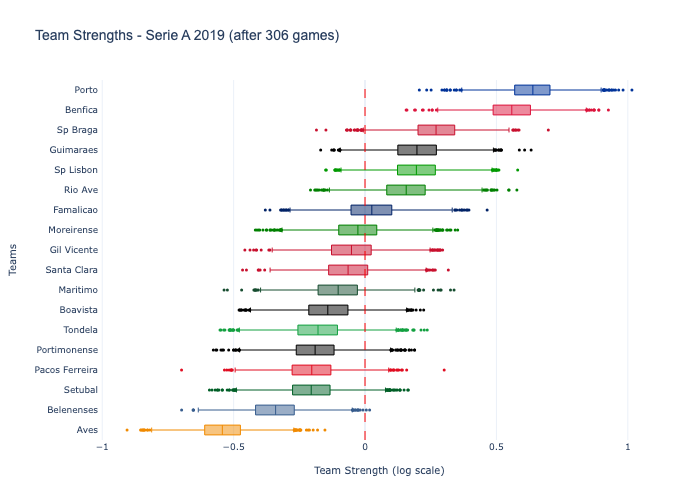 Team Strengths - Serie A 2019 (after 306 games)
Porto
Benfica
Sp Braga
Guimaraes
Sp Lisbon
Rio Ave
Famalicao
Moreirense
Gil Vicente
Santa Clara
Maritimo
Boavista
Tondela
Portimonense
Pacos Ferreira
Setubal
Belenenses
Aves
Teams
−1
−0.5
0
0.5
1
Team Strength (log scale)